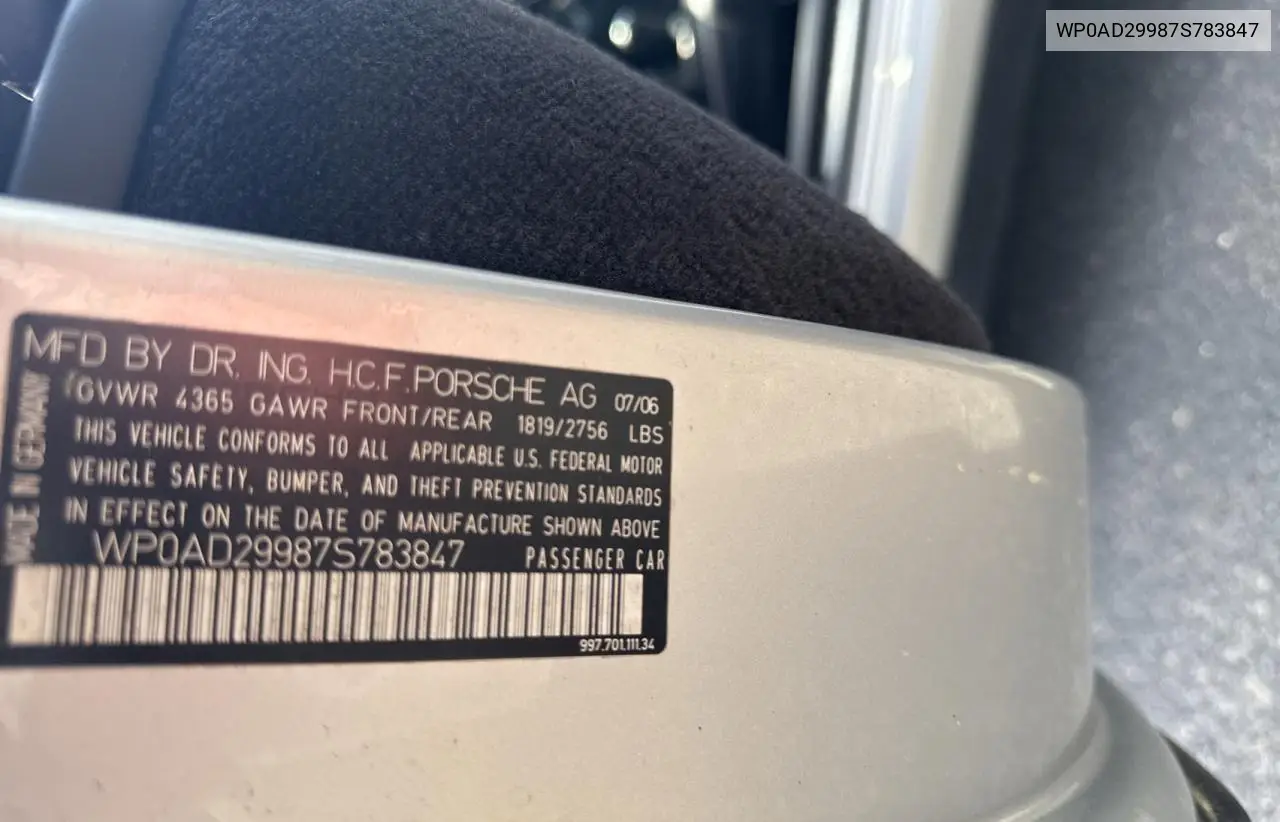 WP0AD29987S783847
MFD BY DR. ING. H.C.F.PORSCHE AG 07/06
GVWR 4365 GAWR FRONT/REAR 1819/2756 LBS
THIS VEHICLE CONFORMS TO ALL APPLICABLE U.S. FEDERAL MOTOR
VEHICLE SAFETY, BUMPER, AND THEFT PREVENTION STANDARDS
IN EFFECT ON THE DATE OF MANUFACTURE SHOWN ABOVE
WP0AD29987S783847 PASSENGER CAR
997.701.111.34
MADE IN GERMANY